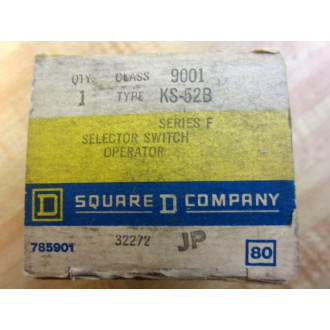 QTY. CLASS 9001
1 TYPE KS-52B
SERIES F
SELECTOR SWITCH
OPERATOR
D SQUARE D COMPANY
785901 32272 JP 80